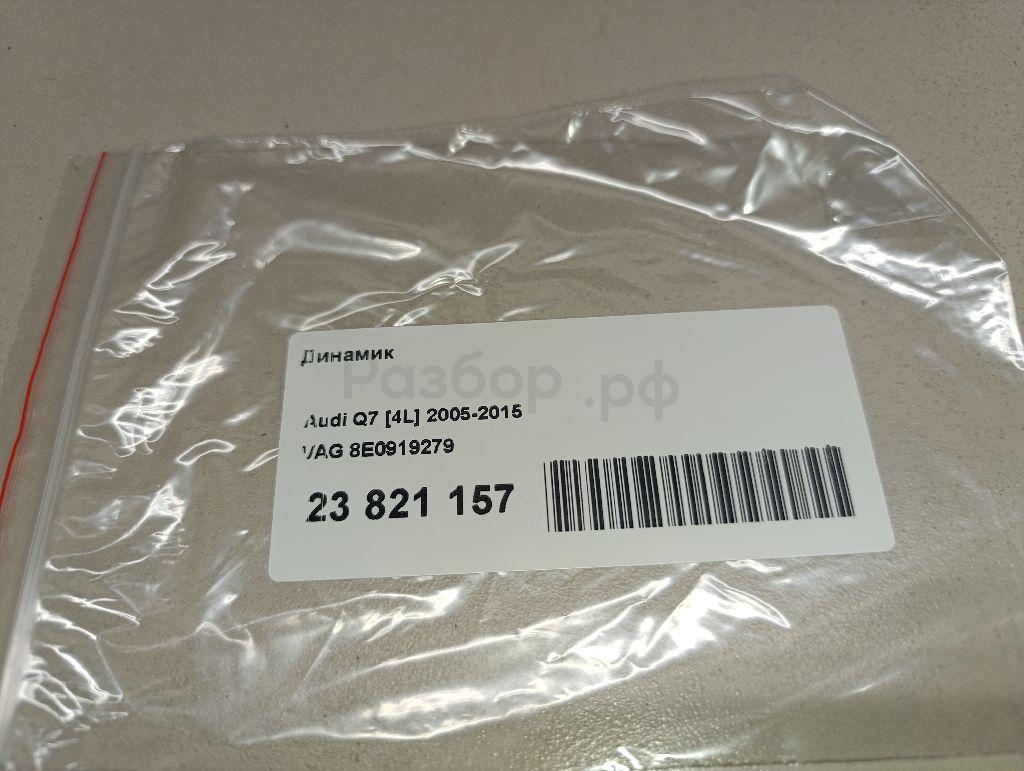 Динамик
Разбор.рф
Audi Q7 [4L] 2005-2015
VAG 8E0919279
23 821 157